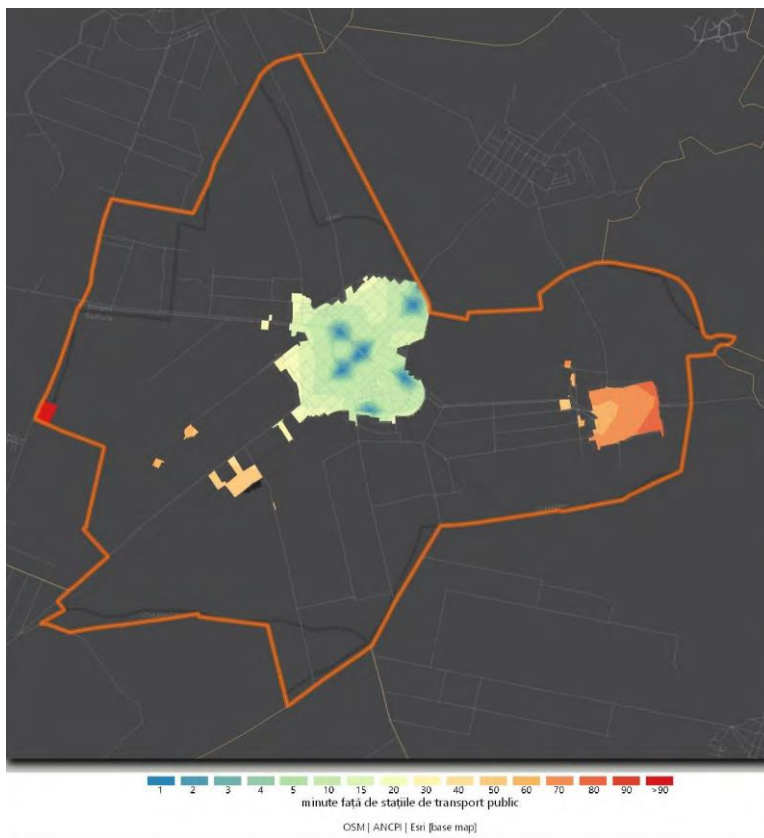 1 2 3 4 5 10 15 20 30 40 50 60 70 80 90 >90
minute față de stațiile de transport public
OSM | ANCPI | Esri [base map]